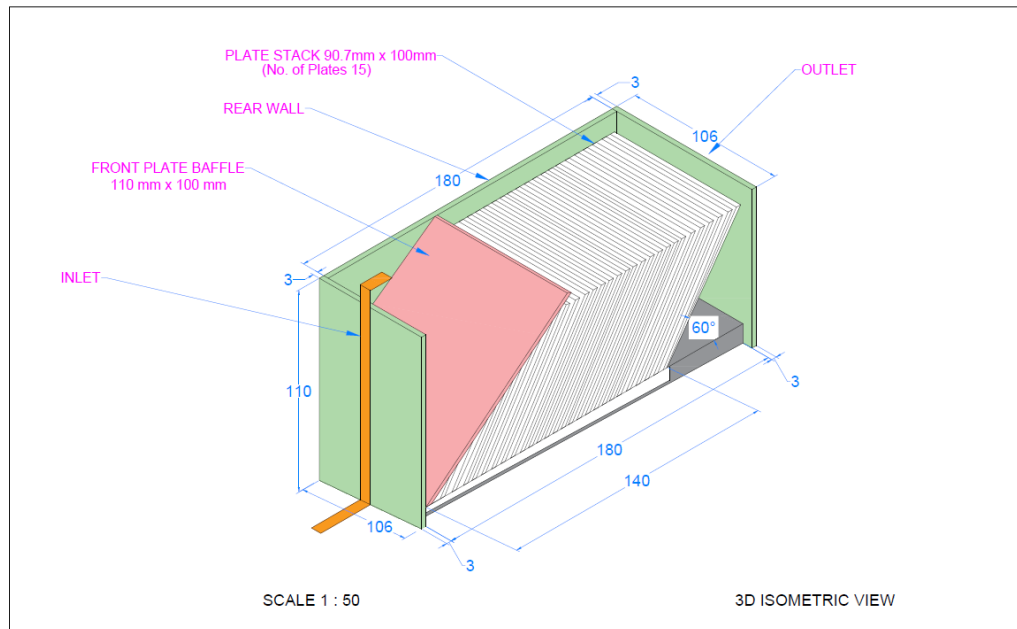 PLATE STACK 90.7mm x 100mm
(No. of Plates 15)
3
OUTLET
REAR WALL
106
FRONT PLATE BAFFLE
110 mm x 100 mm
180
3
INLET
60°
110
3
180
140
106
3
SCALE 1 : 50
3D ISOMETRIC VIEW